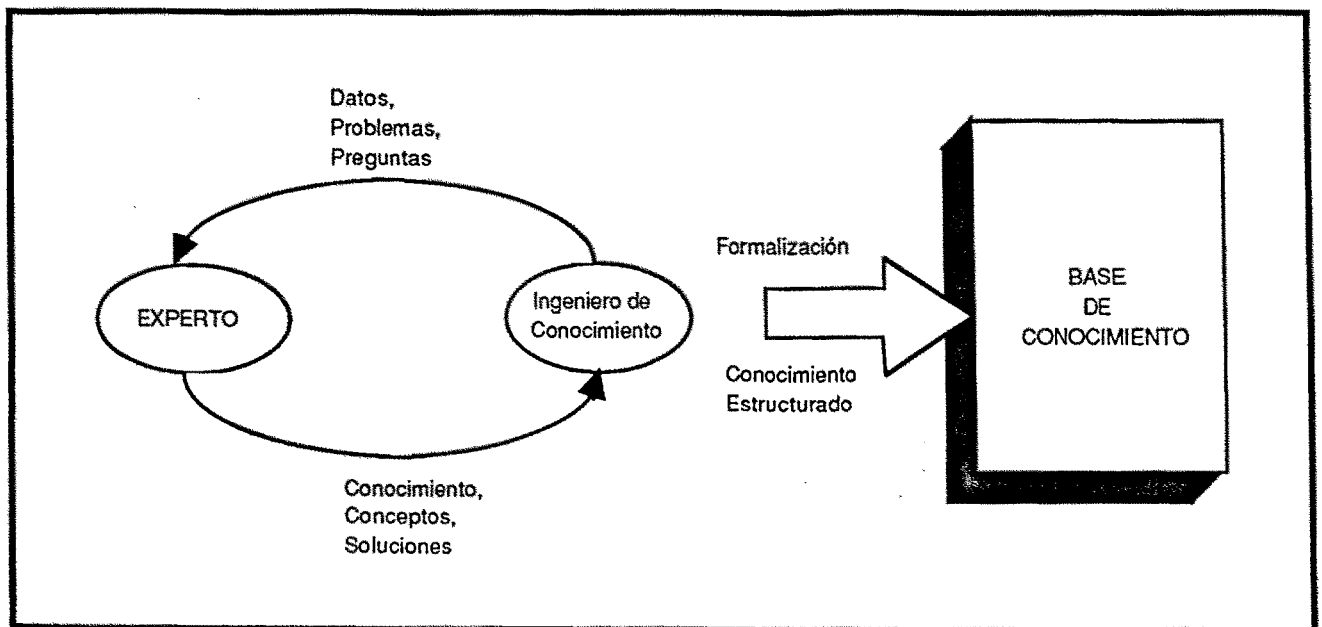 Datos,
Problemas,
Preguntas
EXPERTO
Ingeniero de
Conocimiento
Conocimiento,
Conceptos,
Soluciones
Formalización
Conocimiento
Estructurado
BASE
DE
CONOCIMIENTO